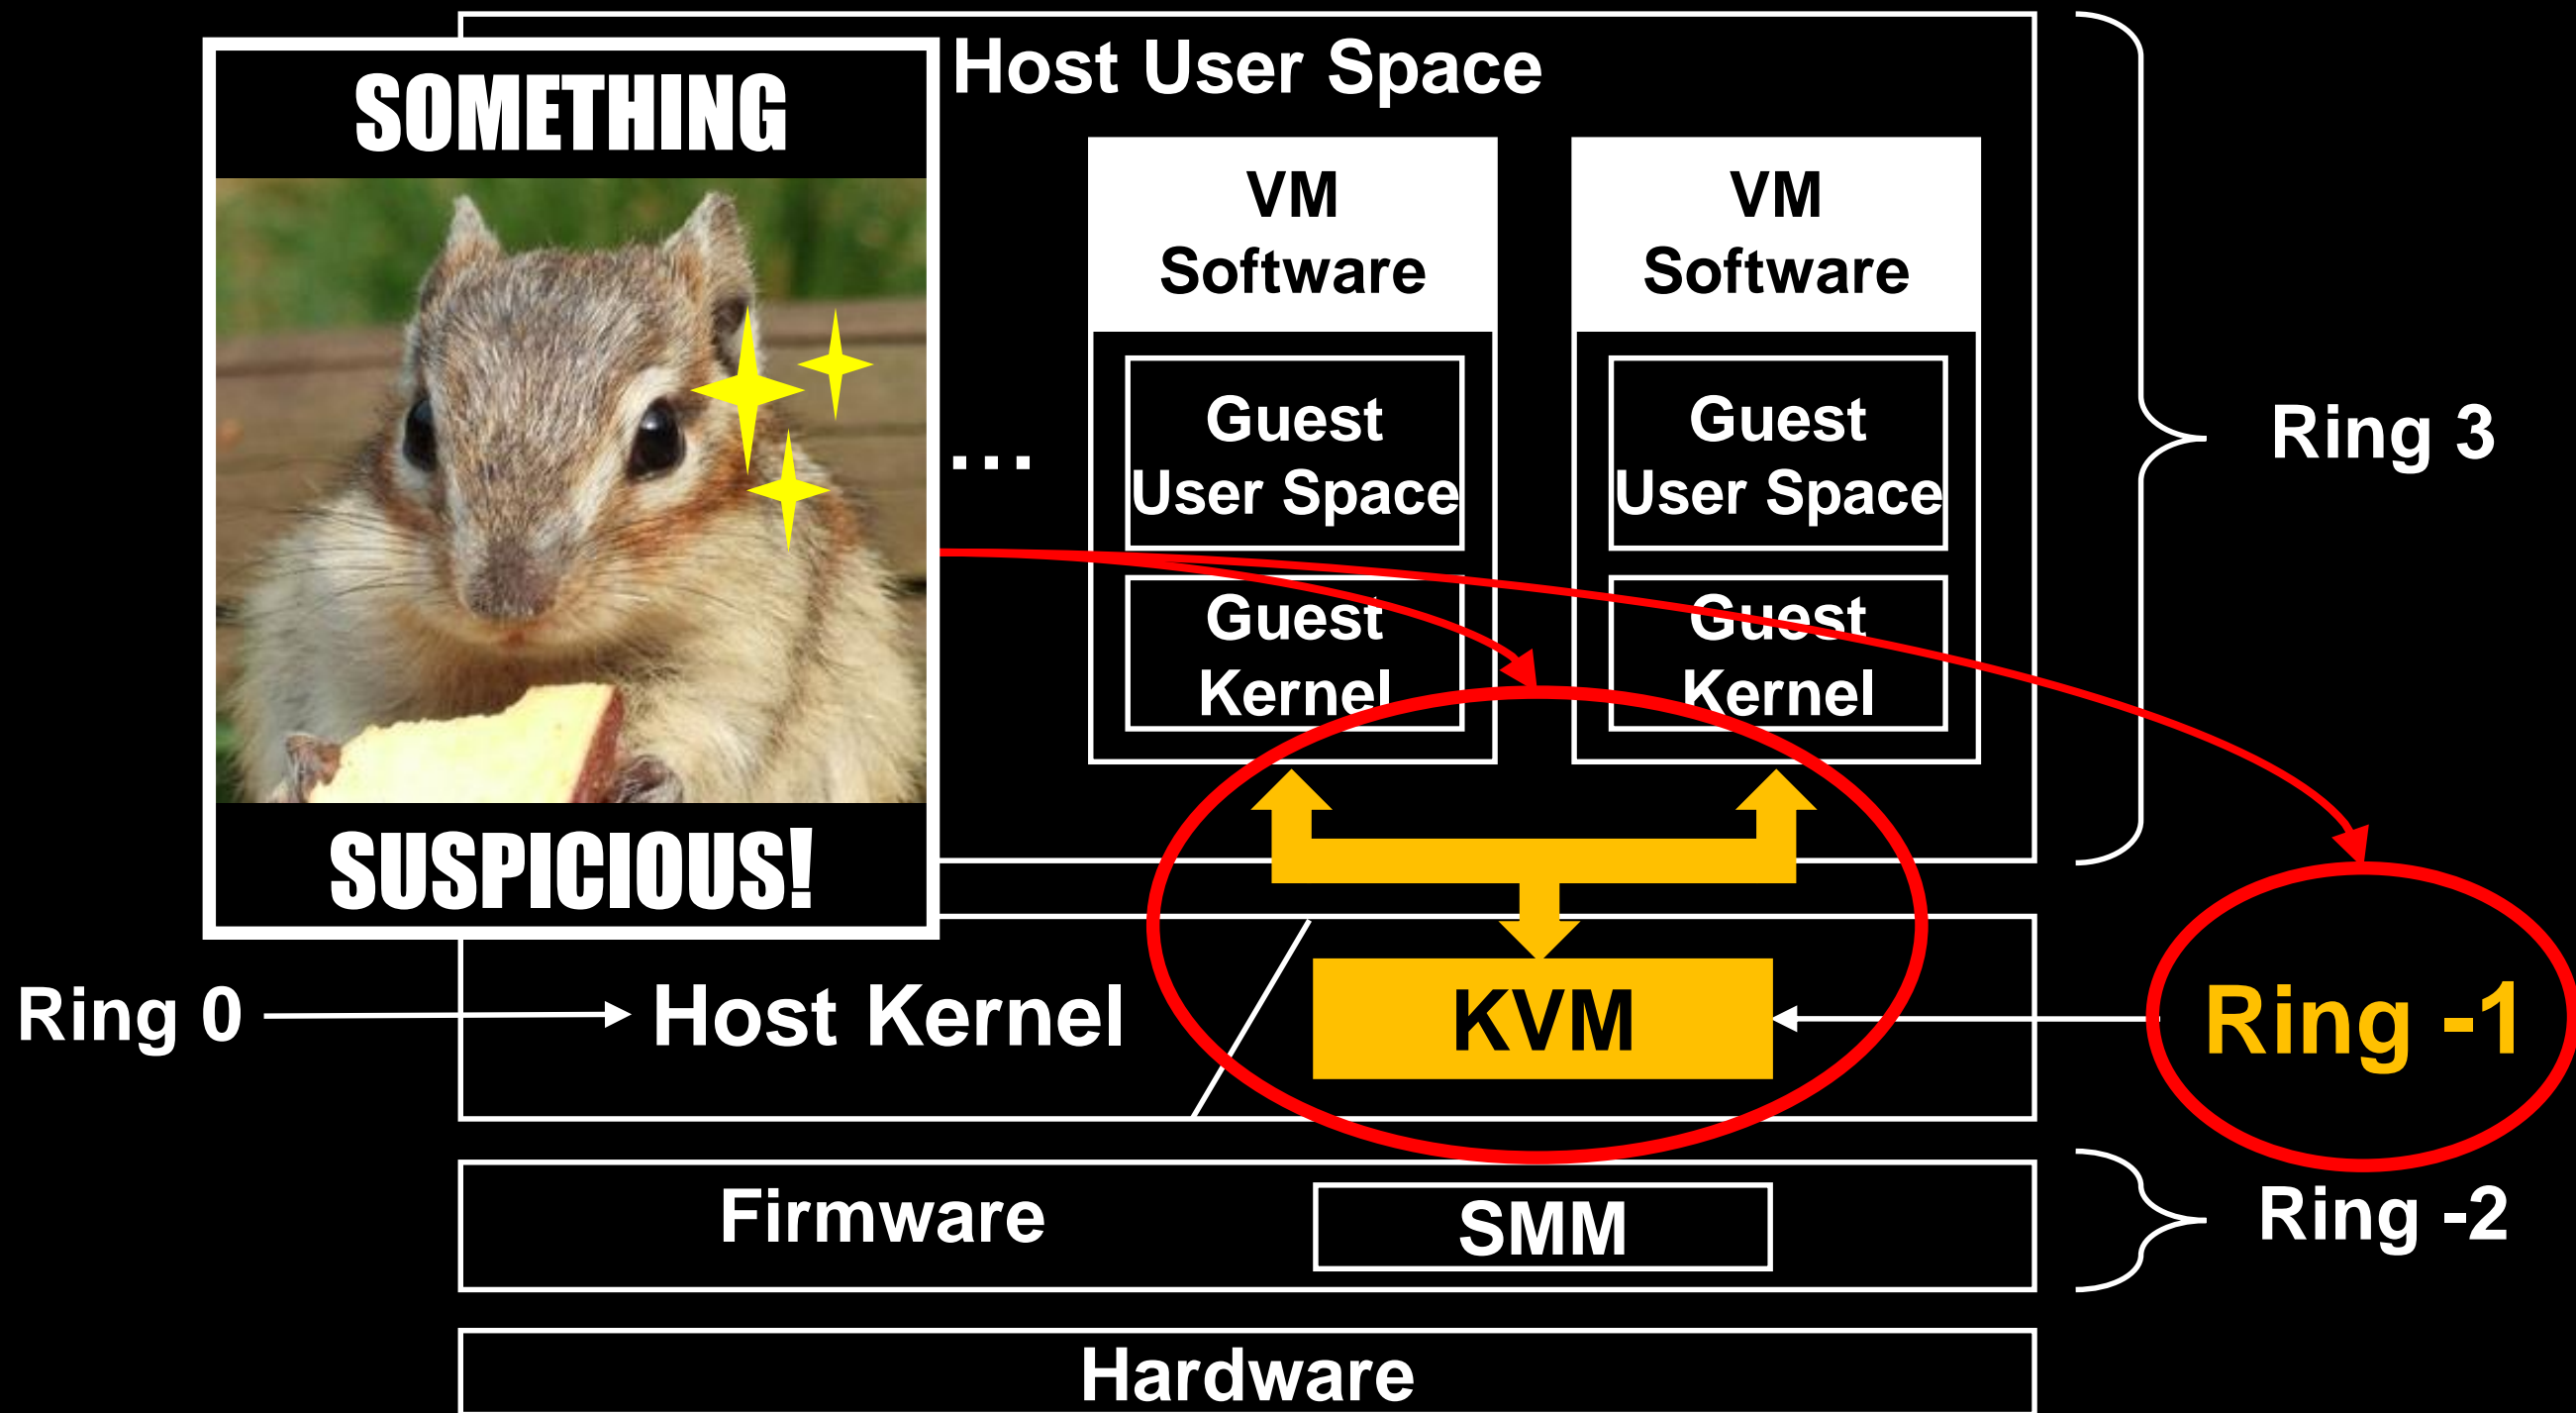 Host User Space
SOMETHING
SUSPICIOUS!
...
VM
Software
Guest
User Space
Guest
Kernel
VM
Software
Guest
User Space
Guest
Kernel
Ring 3
Ring 0
Host Kernel
KVM
Ring -1
Firmware
SMM
Ring -2
Hardware